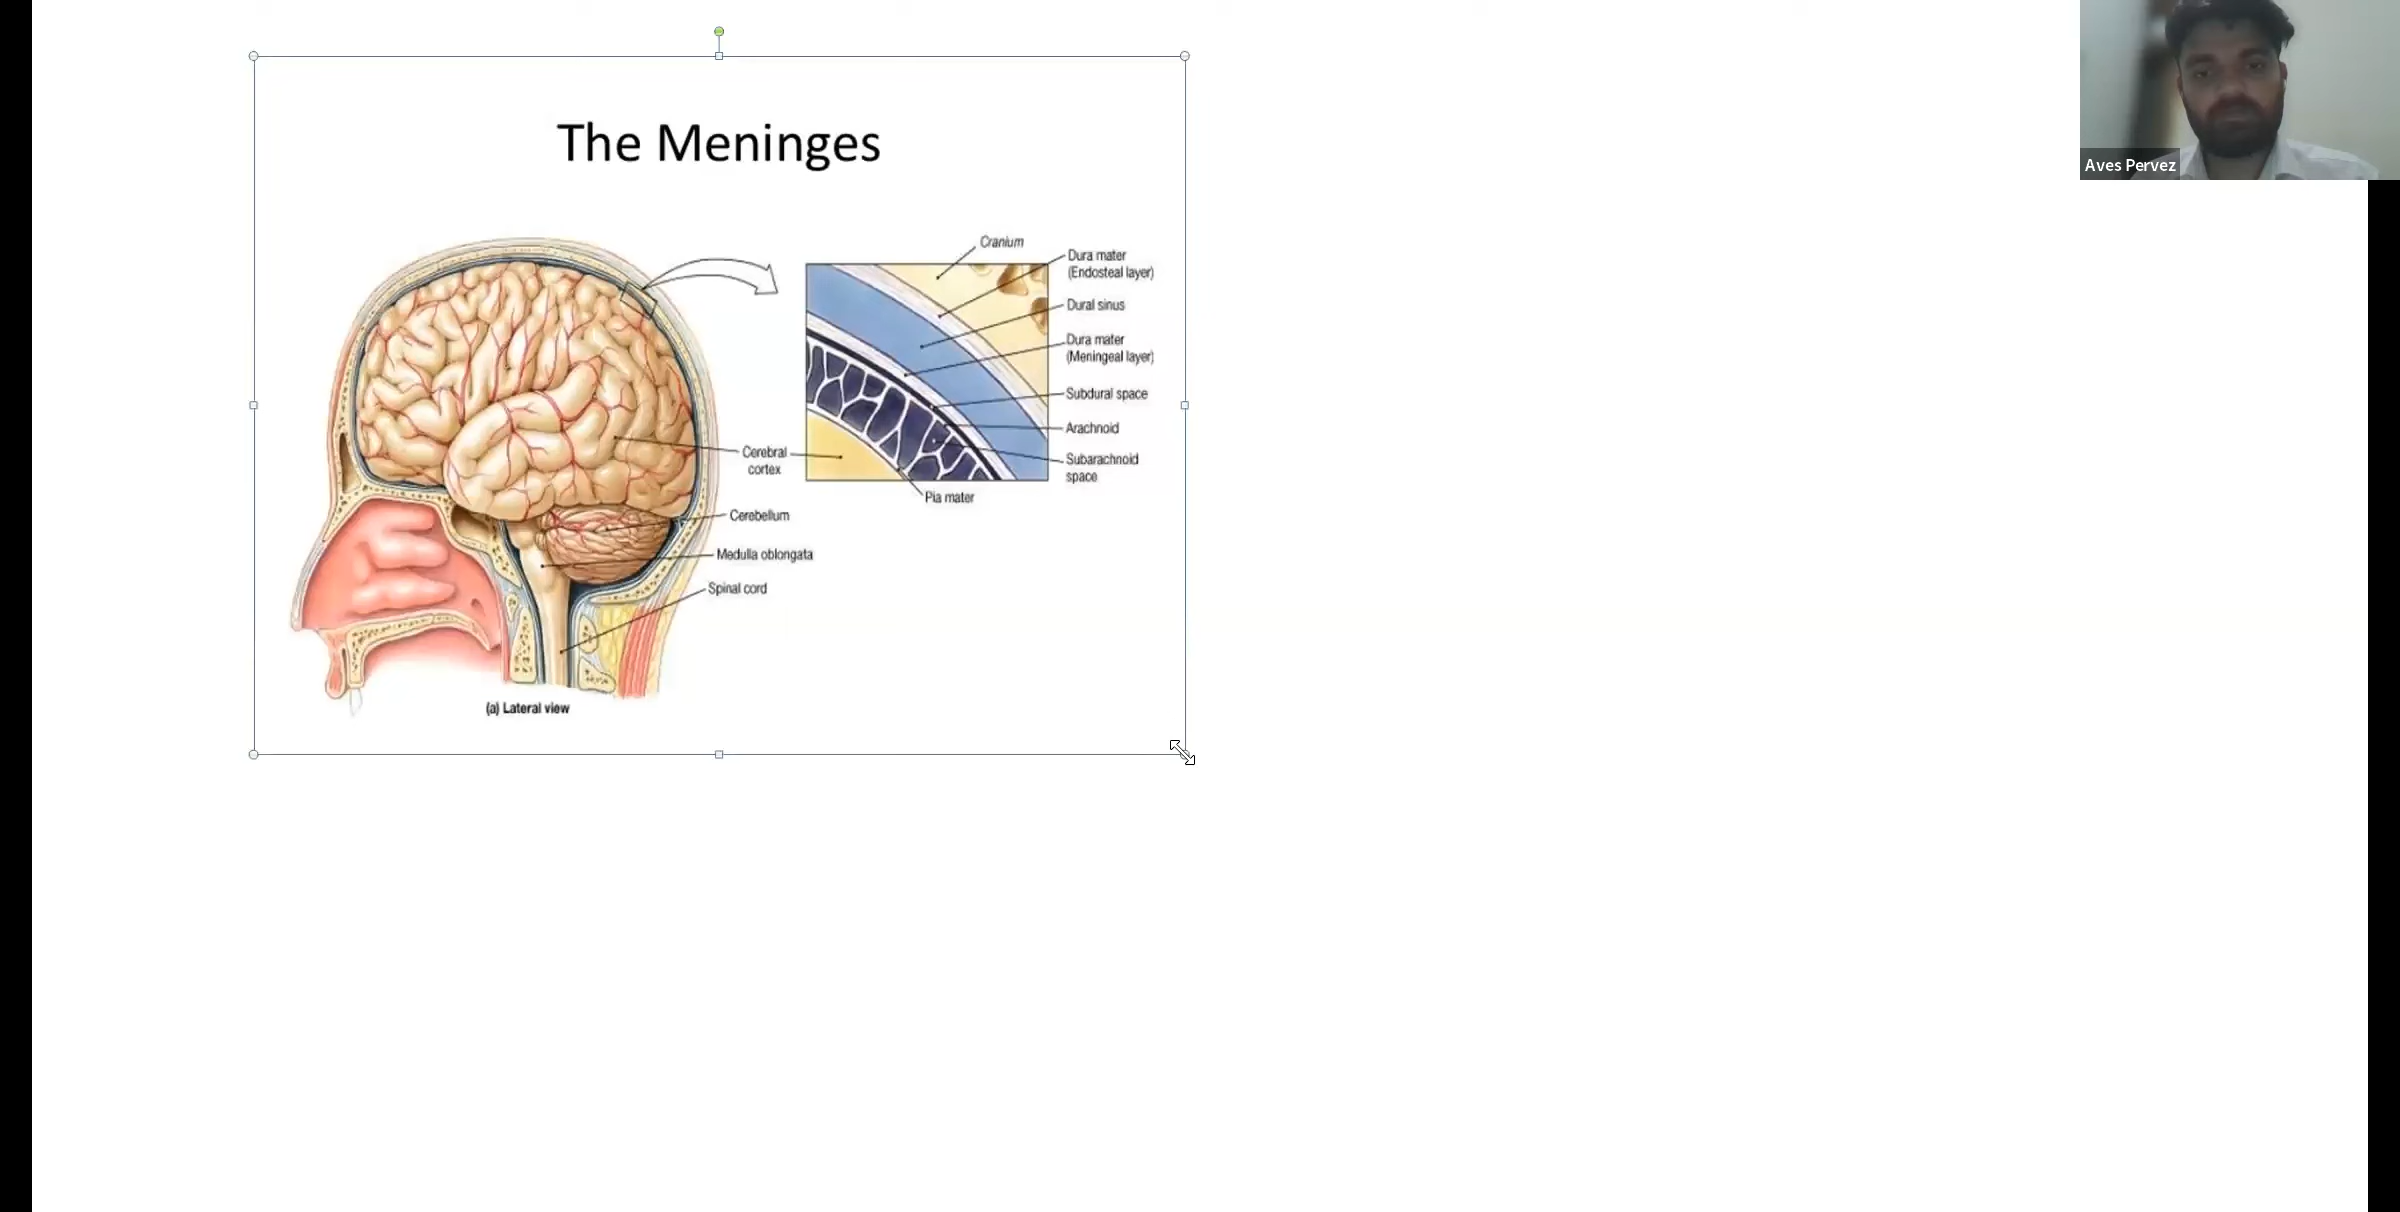 The Meninges
Cranium
Dura mater
(Endosteal layer)
Dural sinus
Dura mater
(Meningeal layer)
Subdural space
Arachnoid
Subarachnoid
space
Pia mater
Cerebral
cortex
Cerebellum
Medulla oblongata
Spinal cord
(a) Lateral view
Aves Pervez